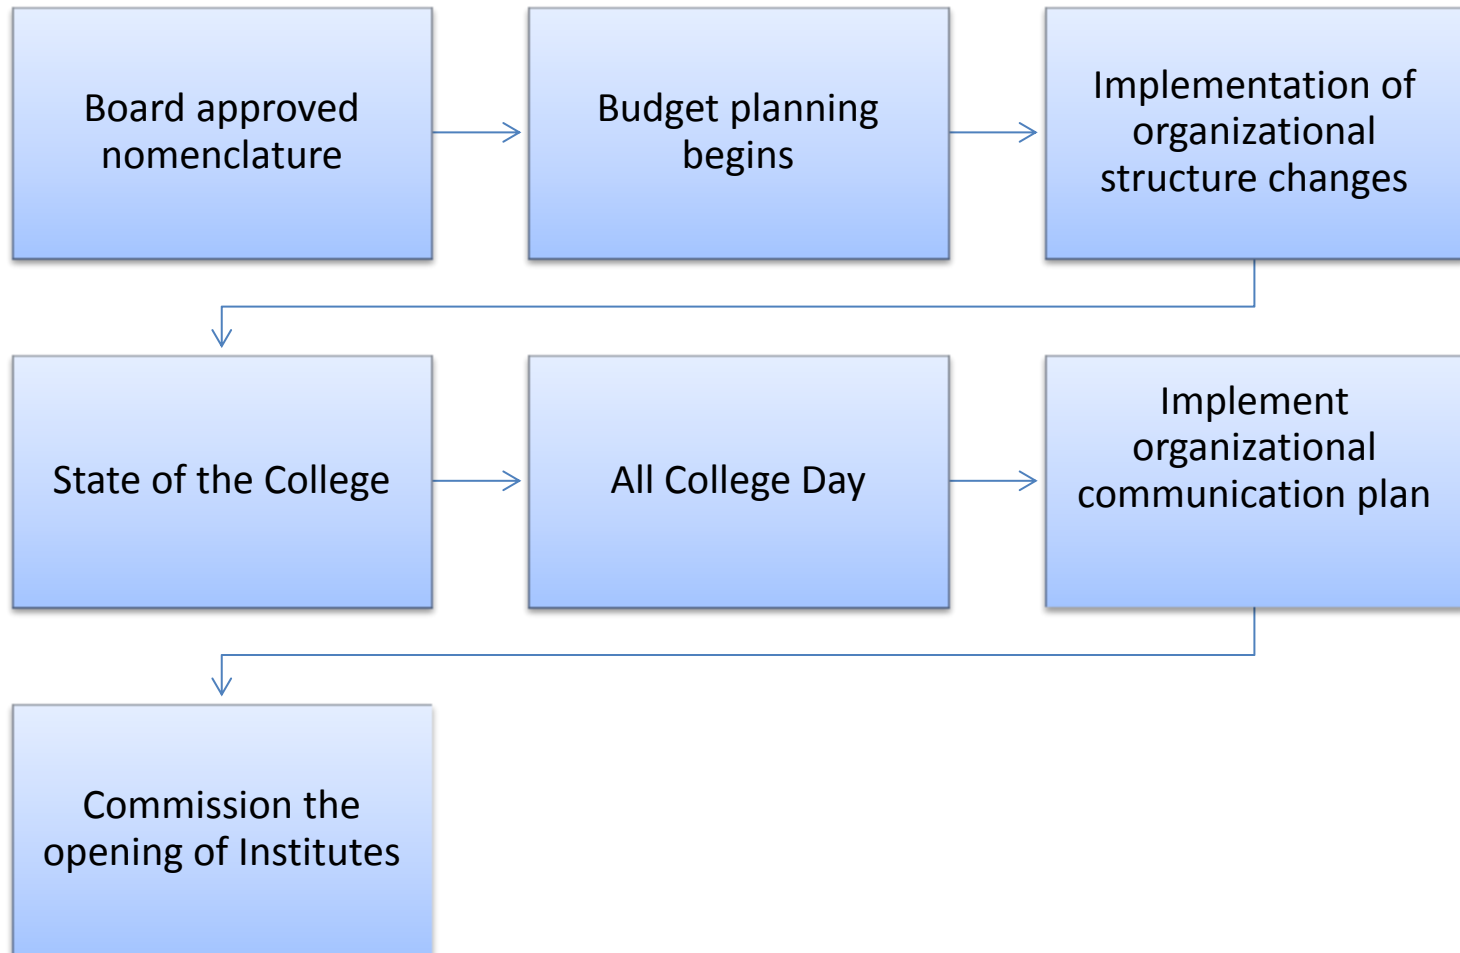 Board approved
nomenclature
Budget planning
begins
Implementation of
organizational
structure changes
State of the College
All College Day
Implement
organizational
communication plan
Commission the
opening of Institutes